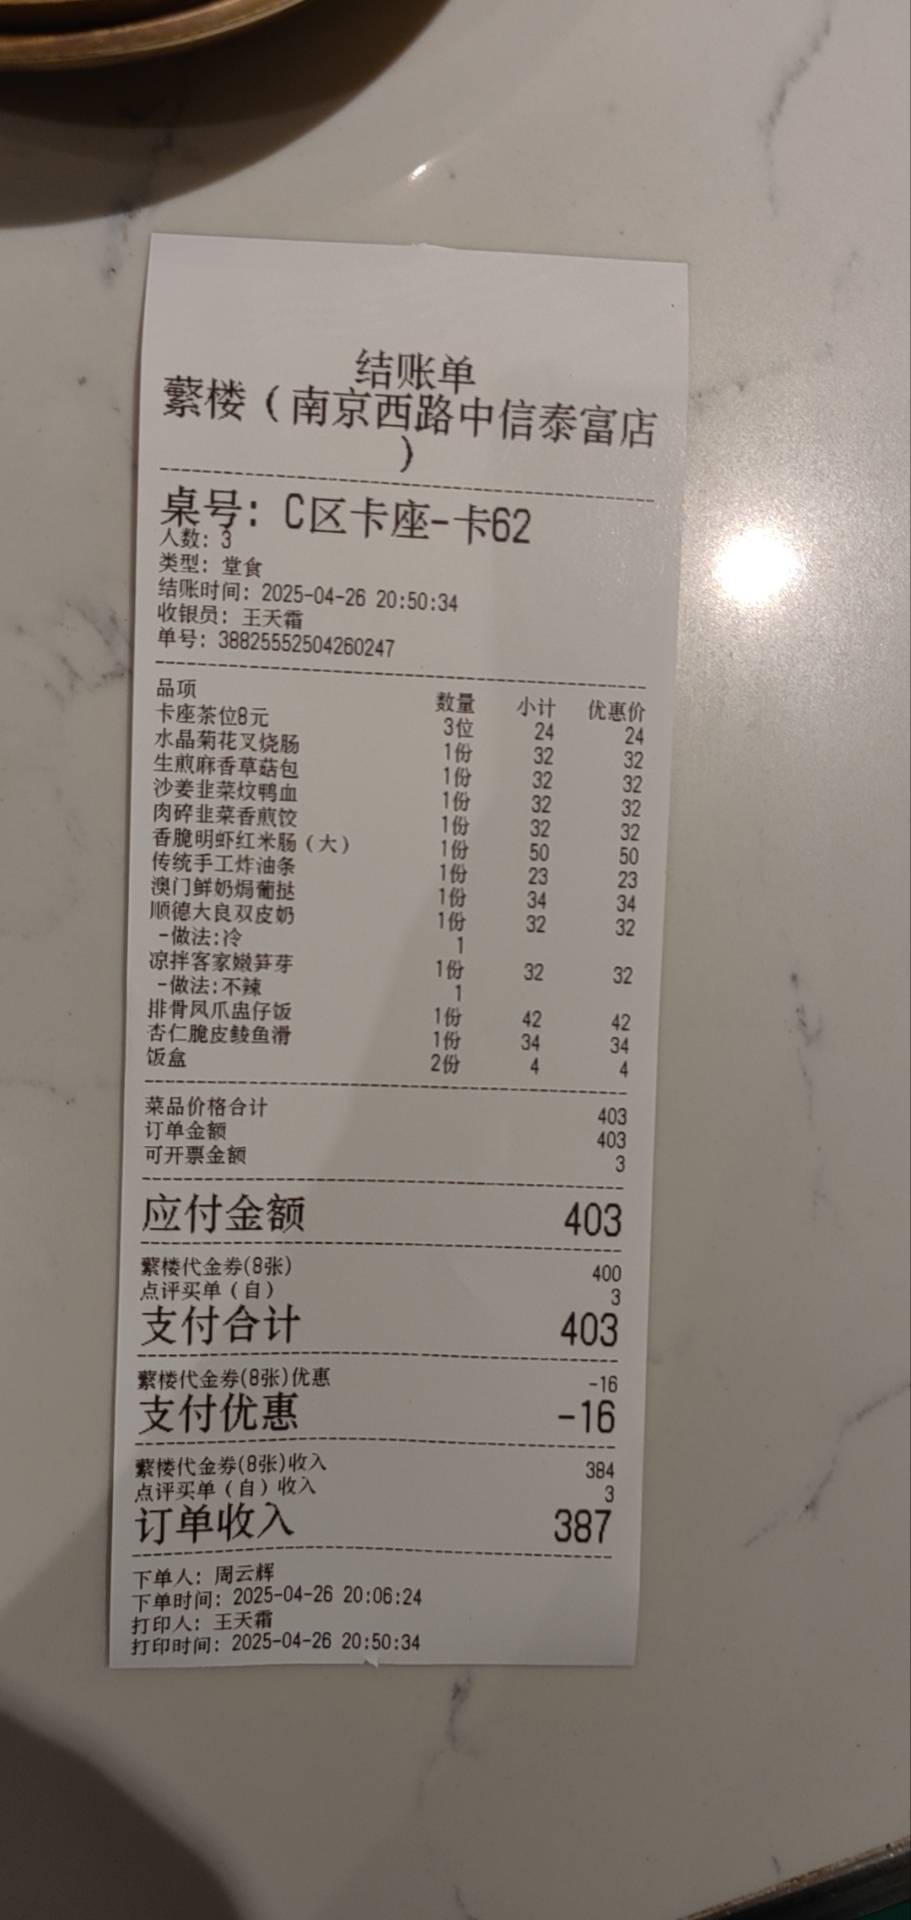 结账单
蘩楼（南京西路中信泰富店
）
桌号: C区卡座-卡62
人数: 3
类型: 堂食
结账时间: 2025-04-26 20:50:34
收银员: 王天霜
单号: 38825552504260247
品项 数量 小计 优惠价
卡座茶位8元 3位 24 24
水晶菊花叉烧肠 1份 32 32
生煎麻香草菇包 1份 32 32
沙姜韭菜炆鸭血 1份 32 32
肉碎韭菜香煎饺 1份 32 32
香脆明虾红米肠（大） 1份 50 50
传统手工炸油条 1份 23 23
澳门鲜奶焗葡挞 1份 34 34
顺德大良双皮奶 1份 32 32
-做法:冷 1
凉拌客家嫩笋芽 1份 32 32
-做法:不辣 1
排骨凤爪盅仔饭 1份 42 42
杏仁脆皮鲮鱼滑 1份 34 34
饭盒 2份 4 4
菜品价格合计 403
订单金额 403
可开票金额 3
应付金额 403
蘩楼代金券(8张) 400
点评买单（自） 3
支付合计 403
蘩楼代金券(8张)优惠 -16
支付优惠 -16
蘩楼代金券(8张)收入 384
点评买单（自）收入 3
订单收入 387
下单人: 周云辉
下单时间: 2025-04-26 20:06:24
打印人: 王天霜
打印时间: 2025-04-26 20:50:34